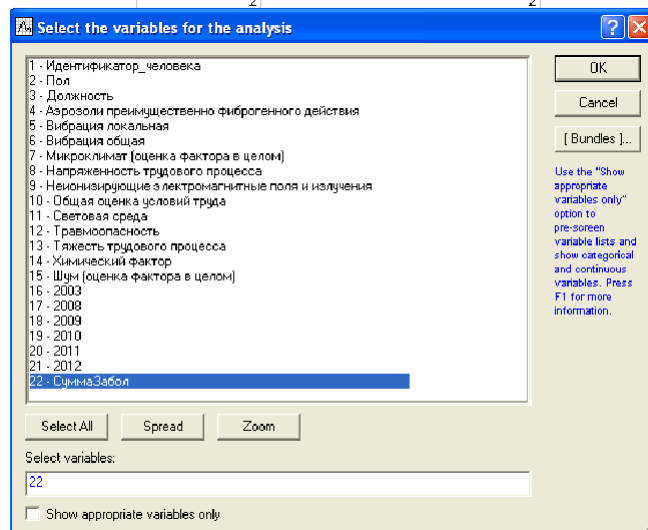 2 2
Select the variables for the analysis
1 - Идентификатор_человека
2 - Пол
3 - Должность
4 - Аэрозоли преимущественно фиброгенного действия
5 - Вибрация локальная
6 - Вибрация общая
7 - Микроклимат (оценка фактора в целом)
8 - Напряженность трудового процесса
9 - Неионизирующие электромагнитные поля и излучения
10 - Общая оценка условий труда
11 - Световая среда
12 - Травмоопасность
13 - Тяжесть трудового процесса
14 - Химический фактор
15 - Шум (оценка фактора в целом)
16 - 2003
17 - 2008
18 - 2009
19 - 2010
20 - 2011
21 - 2012
22 - СуммаЗабол
OK
Cancel
[ Bundles ]...
Use the "Show
appropriate
variables only"
option to
pre-screen
variable lists and
show categorical
and continuous
variables. Press
F1 for more
information.
Select All Spread Zoom
Select variables:
22
Show appropriate variables only